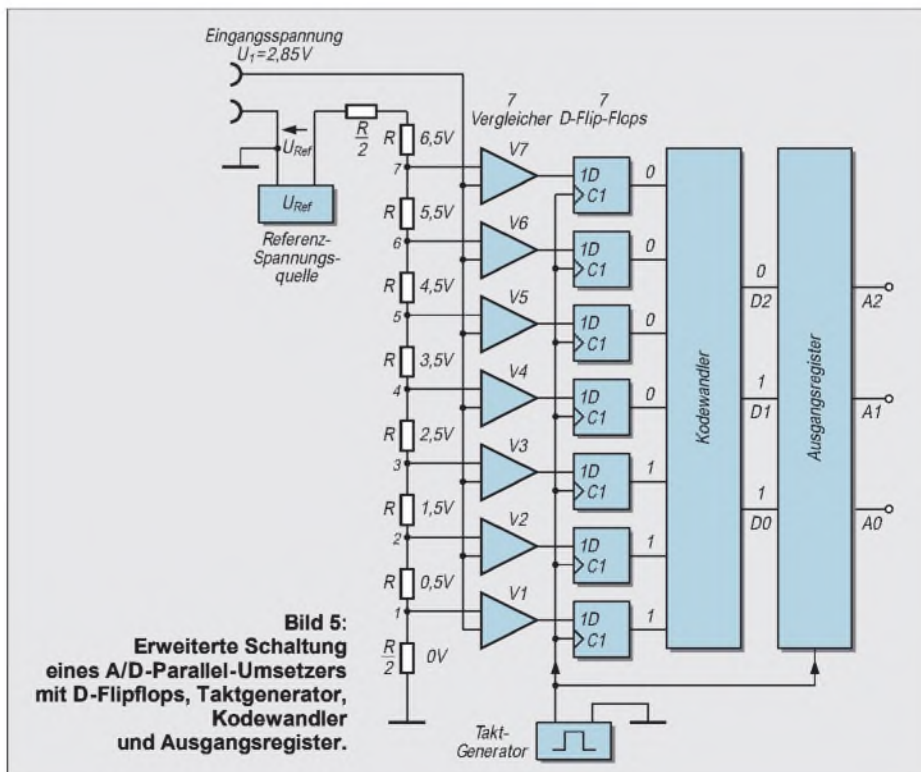 Eingangsspannung
U1=2,85V
7
Vergleicher
7
D-Flip-Flops
R
2
URef
URef
Referenz-
Spannungs-
quelle
R 6,5V
7
R 5,5V
6
R 4,5V
5
R 3,5V
4
R 2,5V
3
R 1,5V
2
R 0,5V
1
R
2
0V
V7
V6
V5
V4
V3
V2
V1
1D
C1
0
1D
C1
0
1D
C1
0
1D
C1
0
1D
C1
1
1D
C1
1
1D
C1
1
Kodewandler
0
D2
1
D1
1
D0
Ausgangsregister
A2
A1
A0
Takt-
Generator
Bild 5:
Erweiterte Schaltung
eines A/D-Parallel-Umsetzers
mit D-Flipflops, Taktgenerator,
Kodewandler
und Ausgangsregister.